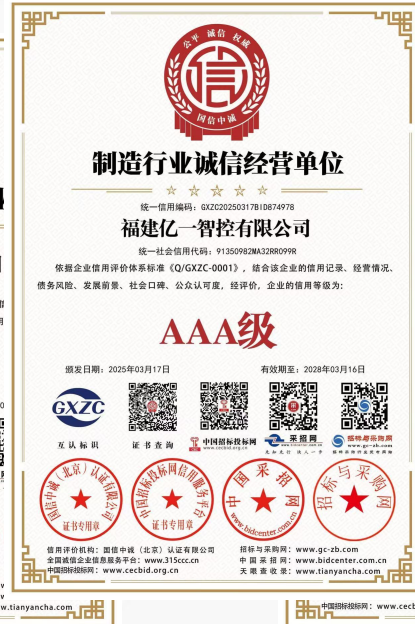 公平 诚信 权威
信
国信中诚
制造行业诚信经营单位
统一信用编码：GXZC20250317BID874978
福建亿一智控有限公司
统一社会信用代码：91350982MA32RR099R
依据企业信用评价体系标准《Q/GXZC-0001》，结合该企业的信用记录、经营情况、
债务风险、发展前景、社会口碑、公众认可度，经评价，企业的信用等级为：
AAA级
颁发日期：2025年03月17日 有效期至：2028年03月16日
GXZC
互认标识 证书查询 中国招标投标网 www.cecbid.org.cn 采招网 www.bidcenter.com.cn 招标与采购网
国信中诚（北京）认证有限公司 证书专用章
中国招标投标网信用服务平台 证书专用章
中国采招网 www.bidcenter.com.cn
招标与采购网
信用评价机构：国信中诚（北京）认证有限公司 招标与采购网：www.gc-zb.com
全国诚信企业信息服务平台：www.315ccc.cn 中国采招网：www.bidcenter.com.cn
中国招标投标网：www.cecbid.org.cn 天眼查收录：www.tianyancha.com
w.tianyancha.com 中国招标投标网：www.cecb